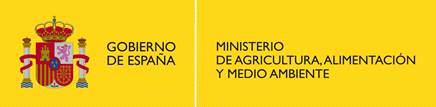 GOBIERNO
DE ESPAÑA
MINISTERIO
DE AGRICULTURA, ALIMENTACIÓN
Y MEDIO AMBIENTE